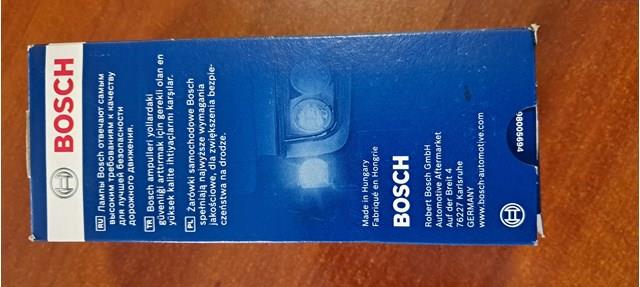 BOSCH
RU Лампы Bosch отвечают самым
высоким требованиям к качеству
для лучшей безопасности
дорожного движения.
TR Bosch ampulleri yollardaki
güvenliği arttırmak için gerekli olan en
yüksek kalite ihtiyaçlarını karşılar.
PL Żarówki samochodowe Bosch
spełniają najwyższe wymagania
jakościowe, dla zwiększenia bezpie-
czeństwa na drodze.
Made in Hungary
Fabriqué en Hongrie
BOSCH
Robert Bosch GmbH
Automotive Aftermarket
Auf der Breit 4
76227 Karlsruhe
GERMANY
www.bosch-automotive.com